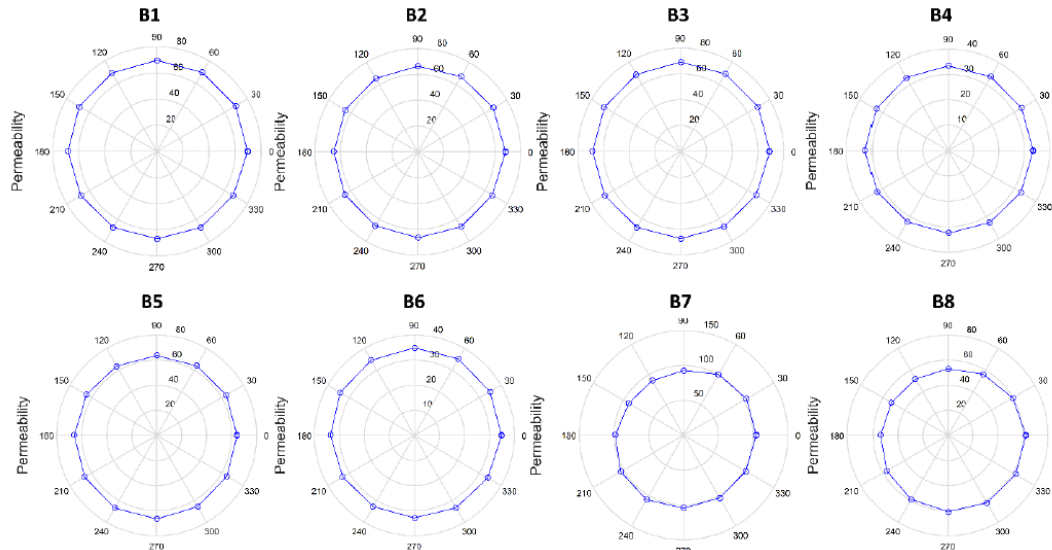 B1 B2 B3 B4
90 80 90 80 90 80 90 40
120 60 120 60 120 60 120 60
60 60 60 30
150 40 30 150 40 30 150 40 30 150 20 30
20 20 20 10
Permeability 180 0 Permeability 180 0 Permeability 180 0 Permeability 180 0
210 330 210 330 210 330 210 330
240 300 240 300 240 300 240 300
270 270 270 270
B5 B6 B7 B8
90 80 90 40 90 150 90 80
120 60 120 60 120 60 120 60
60 30 100 60
150 40 30 150 20 30 150 50 30 150 40 30
20 10 20
Permeability 180 0 Permeability 180 0 Permeability 180 0 Permeability 180 0
210 330 210 330 210 330 210 330
240 300 240 300 240 300 240 300
270 270 270 270